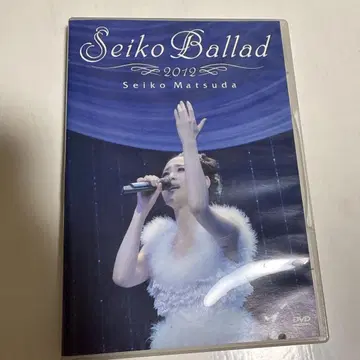 Seiko Ballad
2012
Seiko Matsuda
DVD